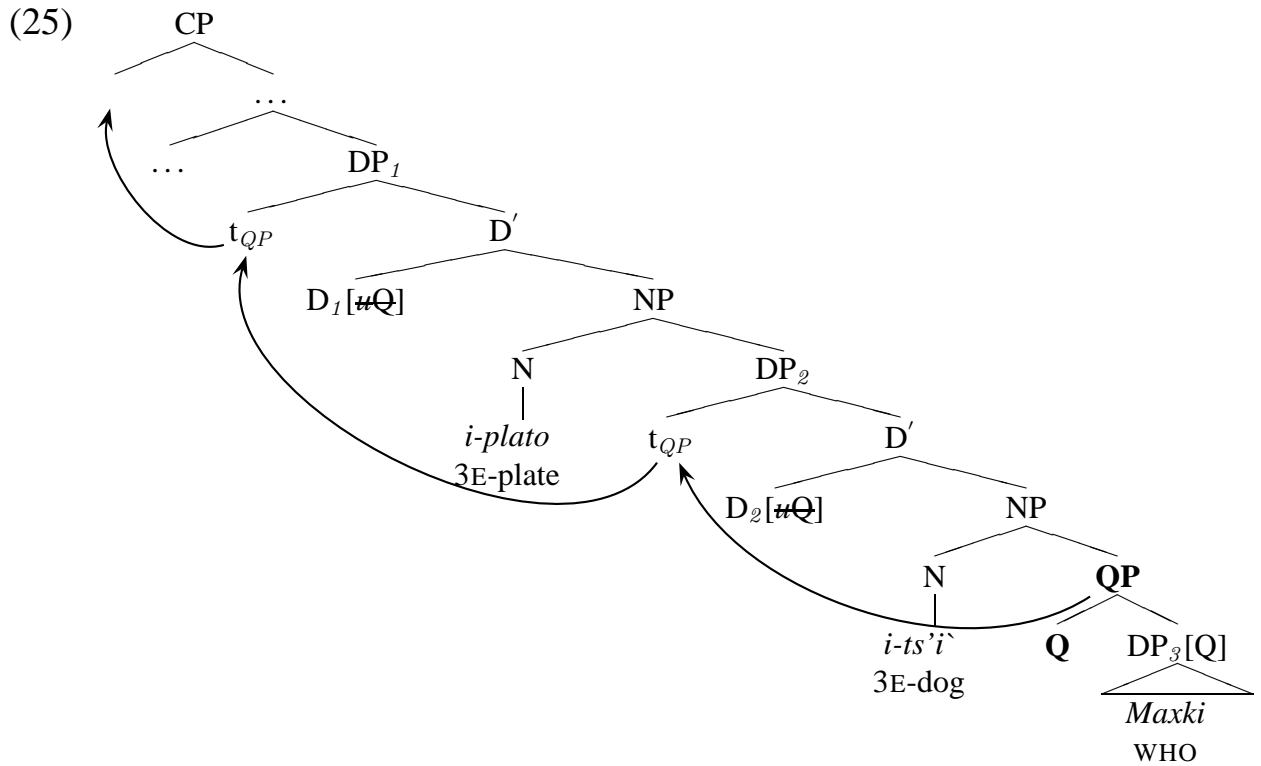 (25) CP
. . .
. . . DP1
tQP D′
D1[uQ] NP
N DP2
i-plato tQP D′
3E-plate
D2[uQ] NP
N QP
i-ts’i` Q DP3[Q]
3E-dog
Maxki
WHO